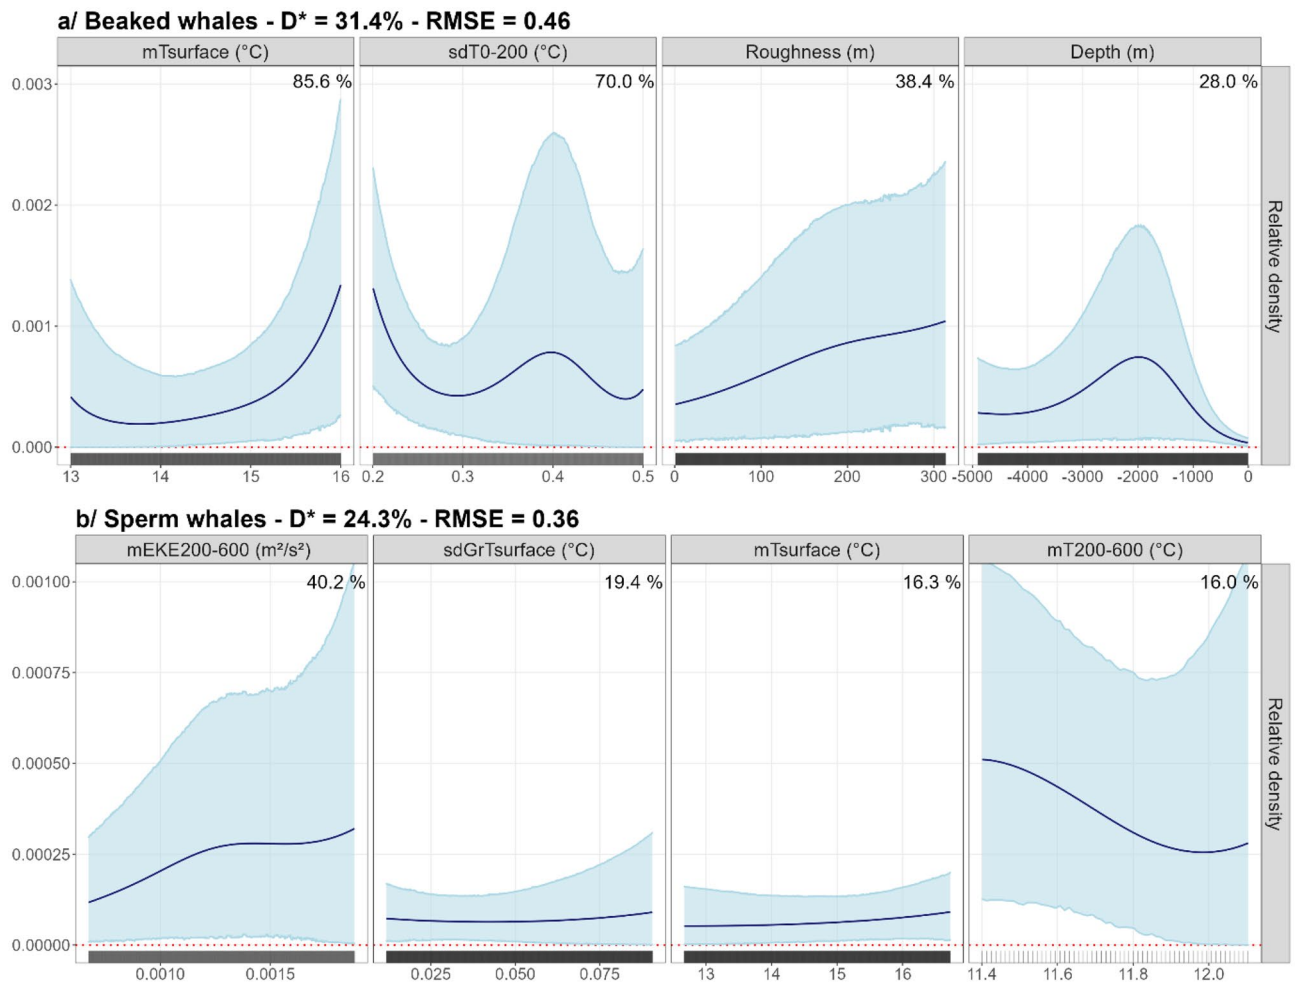 a/ Beaked whales - D* = 31.4% - RMSE = 0.46
mTsurface (°C) sdT0-200 (°C) Roughness (m) Depth (m)
85.6 % 70.0 % 38.4 % 28.0 %
0.003
0.002
0.001
0.000
Relative density
13 14 15 16 0.2 0.3 0.4 0.5 0 100 200 300 -5000 -4000 -3000 -2000 -1000 0
b/ Sperm whales - D* = 24.3% - RMSE = 0.36
mEKE200-600 (m²/s²) sdGrTsurface (°C) mTsurface (°C) mT200-600 (°C)
40.2 % 19.4 % 16.3 % 16.0 %
0.00100
0.00075
0.00050
0.00025
0.00000
Relative density
0.0010 0.0015 0.025 0.050 0.075 13 14 15 16 11.4 11.6 11.8 12.0